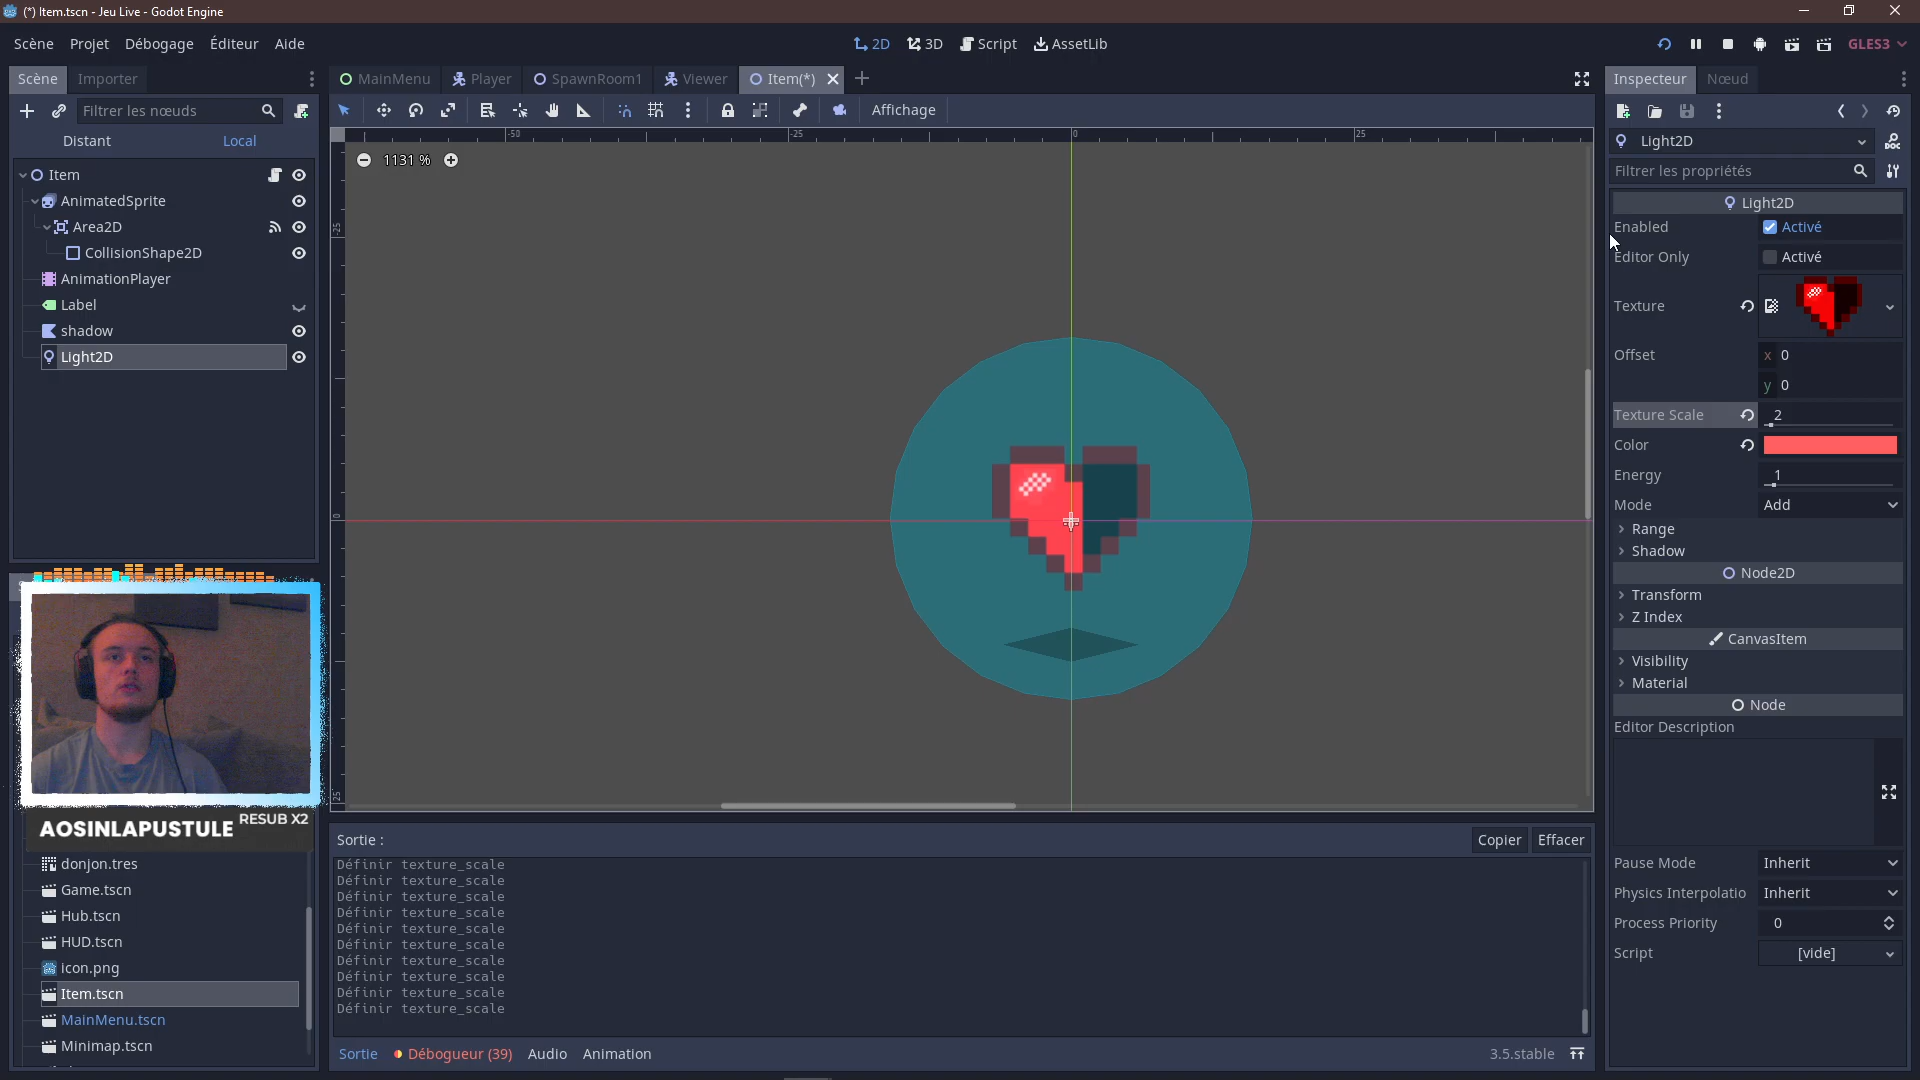 (*) Item.tscn - Jeu Live - Godot Engine
Scène Projet Débogage Éditeur Aide
2D 3D Script AssetLib
GLES3
Scène Importer
MainMenu Player SpawnRoom1 Viewer Item(*)
Inspecteur Nœud
Filtrer les nœuds
Affichage
Distant Local
Light2D
Filtrer les propriétés
-50 -25 0 25
1131 %
-25
0
25
Item
AnimatedSprite
Area2D
CollisionShape2D
AnimationPlayer
Label
shadow
Light2D
Light2D
Enabled Activé
Editor Only Activé
Texture
Offset x 0
y 0
Texture Scale 2
Color
Energy 1
Mode Add
Range
Shadow
Node2D
Transform
Z Index
CanvasItem
Visibility
Material
Node
Editor Description
Pause Mode Inherit
Physics Interpolatio Inherit
Process Priority 0
Script [vide]
AOSINLAPUSTULE RESUB X2
donjon.tres
Game.tscn
Hub.tscn
HUD.tscn
icon.png
Item.tscn
MainMenu.tscn
Minimap.tscn
Sortie : Copier Effacer
Définir texture_scale
Définir texture_scale
Définir texture_scale
Définir texture_scale
Définir texture_scale
Définir texture_scale
Définir texture_scale
Définir texture_scale
Définir texture_scale
Définir texture_scale
Sortie Débogueur (39) Audio Animation 3.5.stable